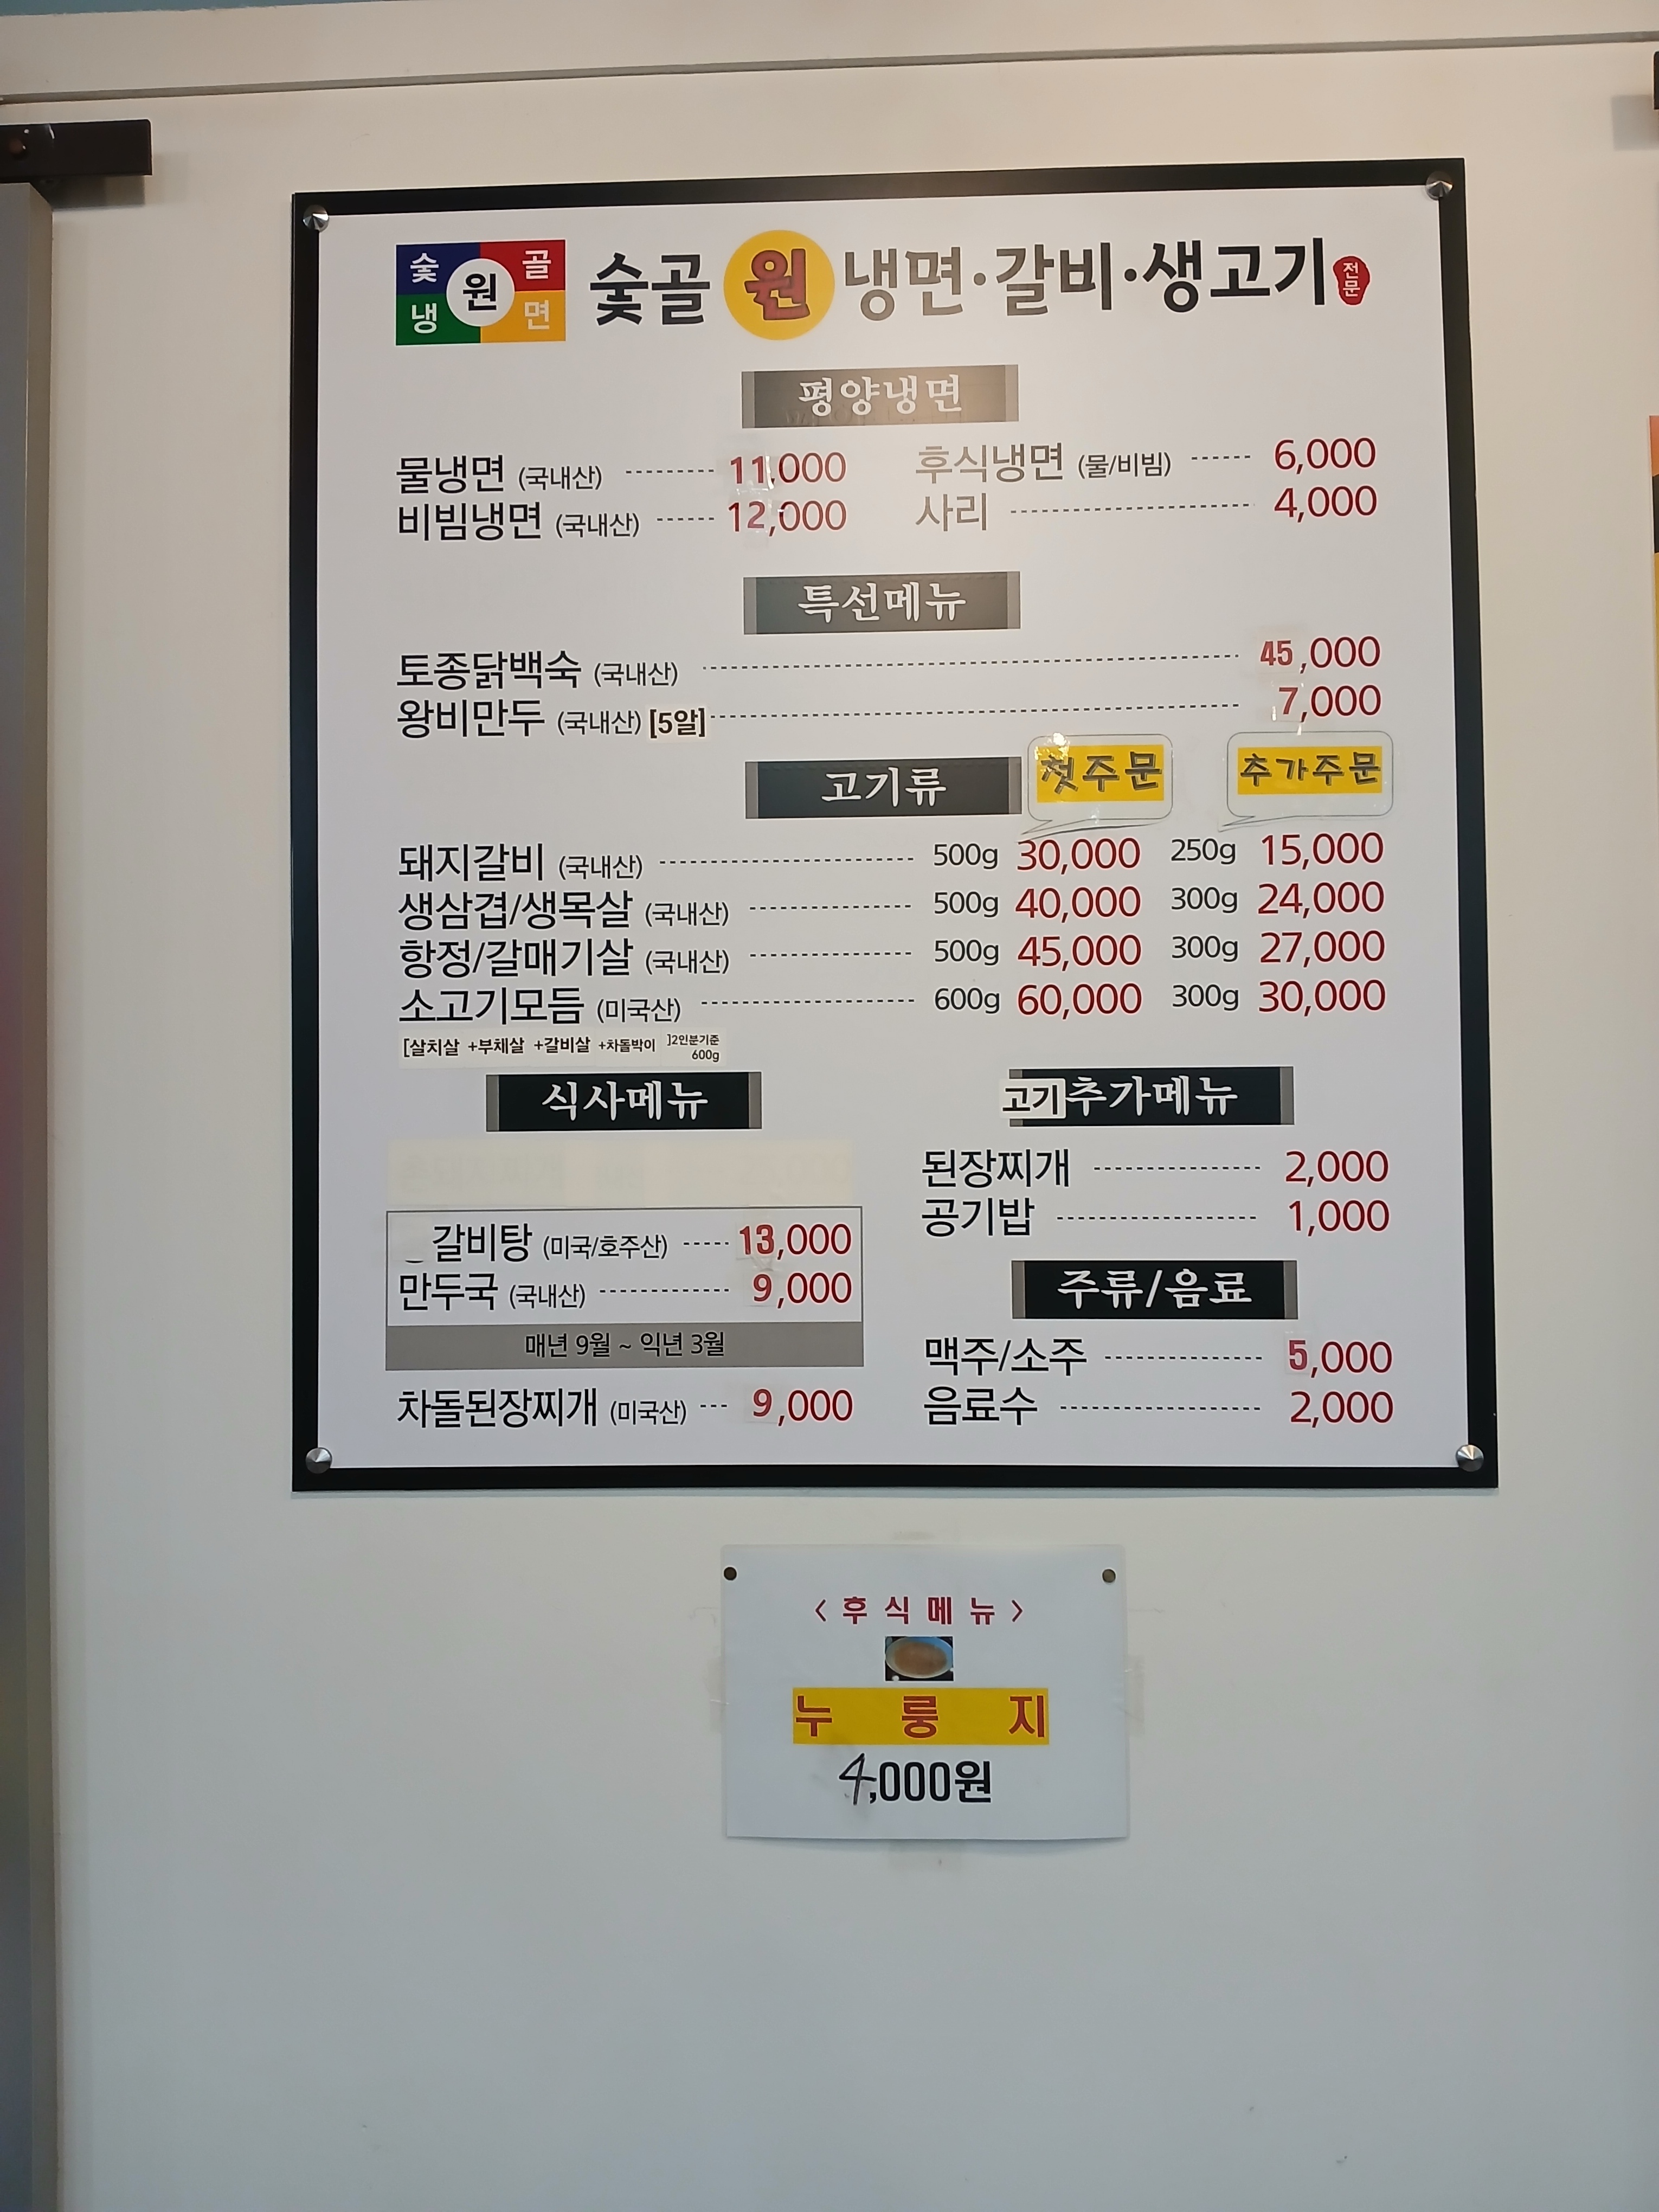 숯 골
원
냉 면
숯골 원 냉면·갈비·생고기 전문
평양냉면
물냉면 (국내산) 11,000
비빔냉면 (국내산) 12,000
후식냉면 (물/비빔) 6,000
사리 4,000
특선메뉴
토종닭백숙 (국내산) 45,000
왕비만두 (국내산) [5알] 7,000
고기류 첫주문 추가주문
돼지갈비 (국내산) 500g 30,000 250g 15,000
생삼겹/생목살 (국내산) 500g 40,000 300g 24,000
항정/갈매기살 (국내산) 500g 45,000 300g 27,000
소고기모듬 (미국산) 600g 60,000 300g 30,000
[살치살 +부채살 +갈비살 +차돌박이 ]2인분기준
600g
식사메뉴
갈비탕 (미국/호주산) 13,000
만두국 (국내산) 9,000
매년 9월 ~ 익년 3월
차돌된장찌개 (미국산) 9,000
고기추가메뉴
된장찌개 2,000
공기밥 1,000
주류/음료
맥주/소주 5,000
음료수 2,000
<후식메뉴>
누룽지
4,000원